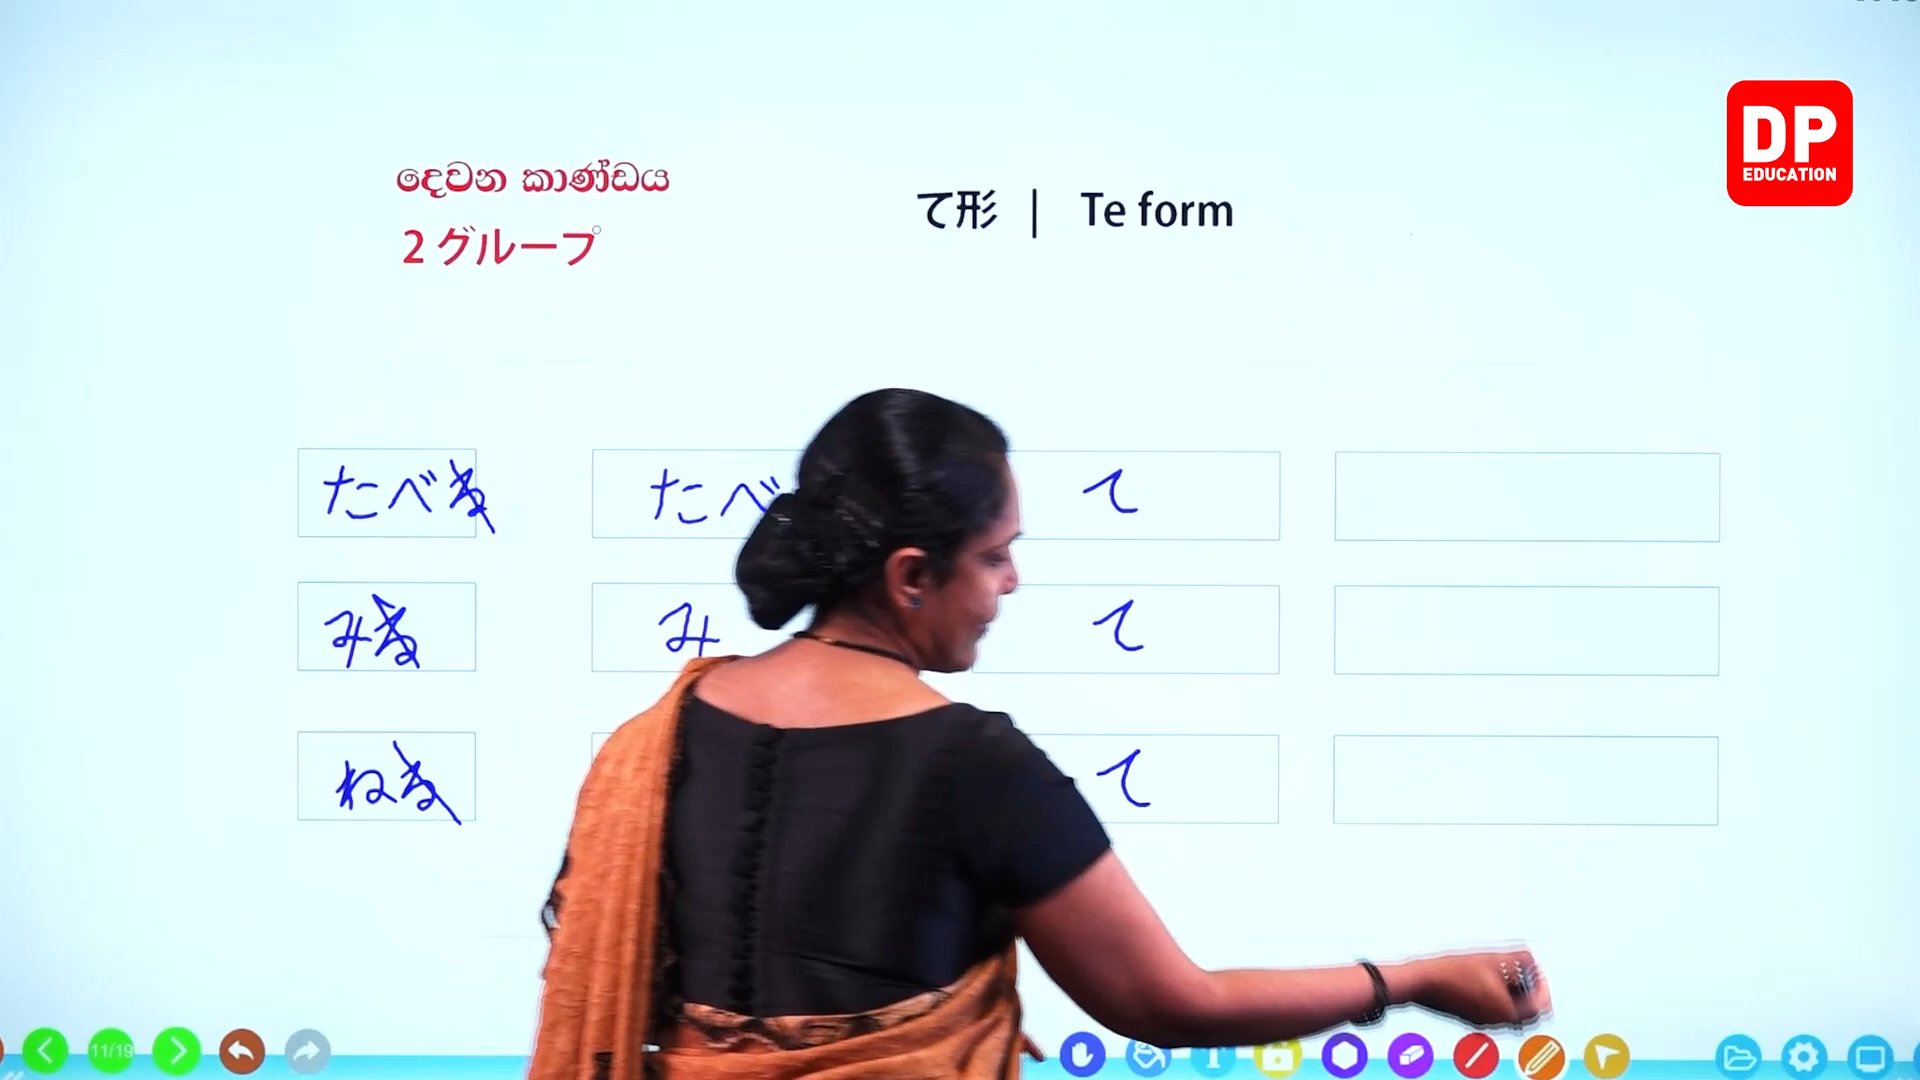 DP
EDUCATION
දෙවන කාණ්ඩය
2 グループ
て形 | Te form
たべる たべ て
みる み て
ねる て
11/19